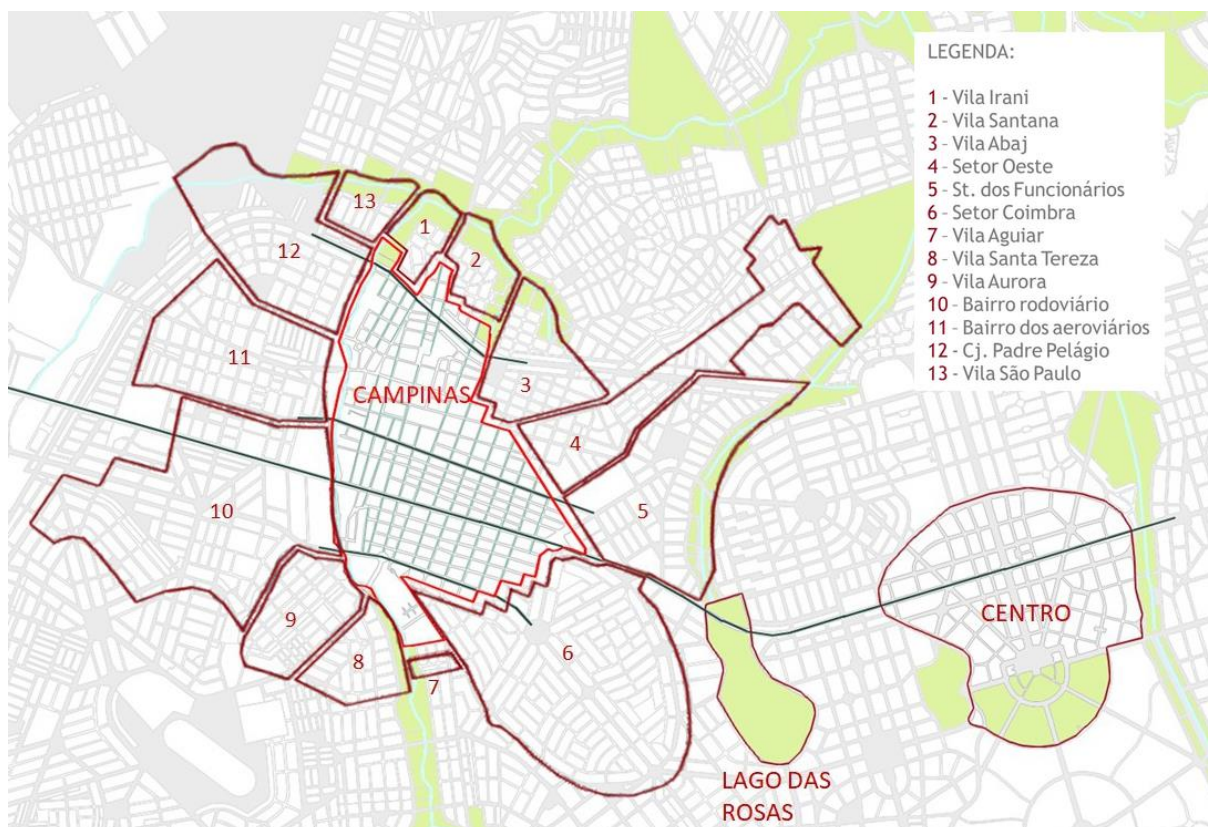 LEGENDA:
1 - Vila Irani
2 - Vila Santana
3 - Vila Abaj
4 - Setor Oeste
5 - St. dos Funcionários
6 - Setor Coimbra
7 - Vila Aguiar
8 - Vila Santa Tereza
9 - Vila Aurora
10 - Bairro rodoviário
11 - Bairro dos aeroviários
12 - Cj. Padre Pelágio
13 - Vila São Paulo
13
1
12
2
11
3
CAMPINAS
4
10
5
CENTRO
9
8
6
7
LAGO DAS
ROSAS